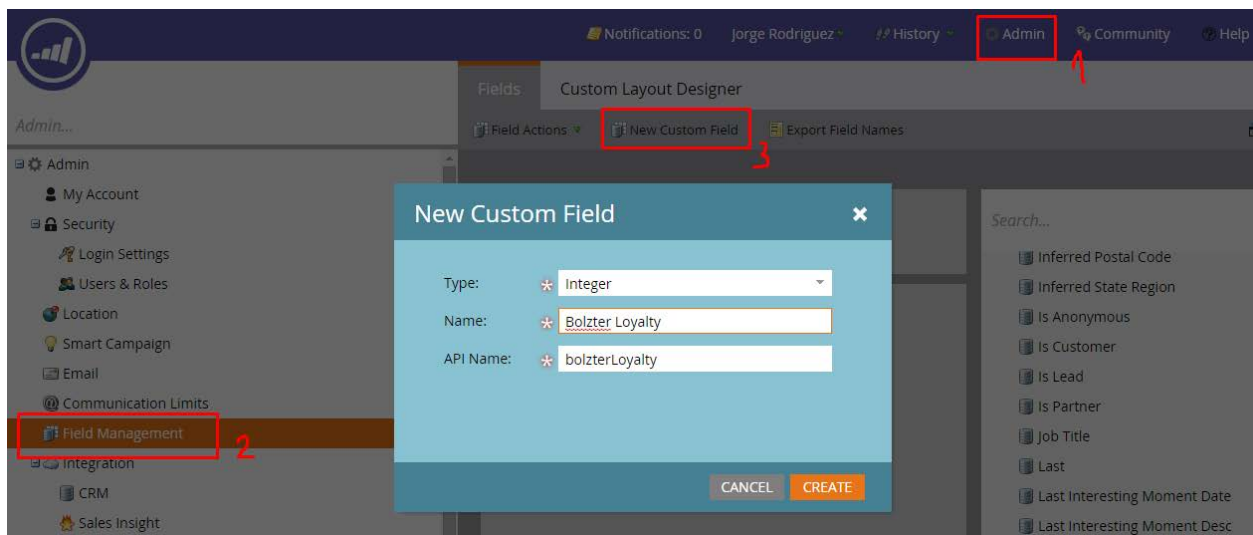 Notifications: 0 Jorge Rodriguez History Admin Community Help
1
Fields Custom Layout Designer
Admin...
Field Actions New Custom Field Export Field Names
3
Admin
My Account
Security
Login Settings
Users & Roles
Location
Smart Campaign
Email
Communication Limits
Field Management
2
Integration
CRM
Sales Insight
New Custom Field
Type: Integer
Name: Bolzter Loyalty
API Name: bolzterLoyalty
CANCEL CREATE
Search...
Inferred Postal Code
Inferred State Region
Is Anonymous
Is Customer
Is Lead
Is Partner
Job Title
Last
Last Interesting Moment Date
Last Interesting Moment Desc